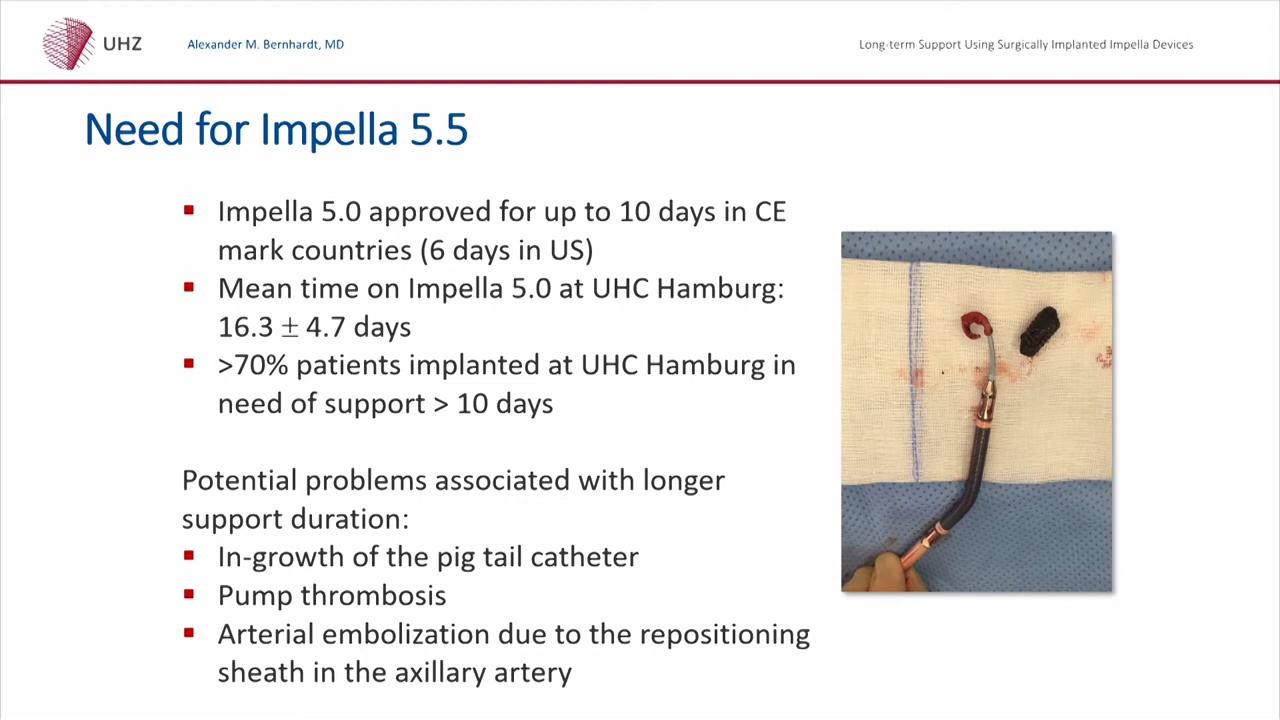 UHZ
Alexander M. Bernhardt, MD
Long-term Support Using Surgically Implanted Impella Devices
Need for Impella 5.5
Impella 5.0 approved for up to 10 days in CE
mark countries (6 days in US)
Mean time on Impella 5.0 at UHC Hamburg:
16.3 ± 4.7 days
>70% patients implanted at UHC Hamburg in
need of support > 10 days
Potential problems associated with longer
support duration:
In-growth of the pig tail catheter
Pump thrombosis
Arterial embolization due to the repositioning
sheath in the axillary artery